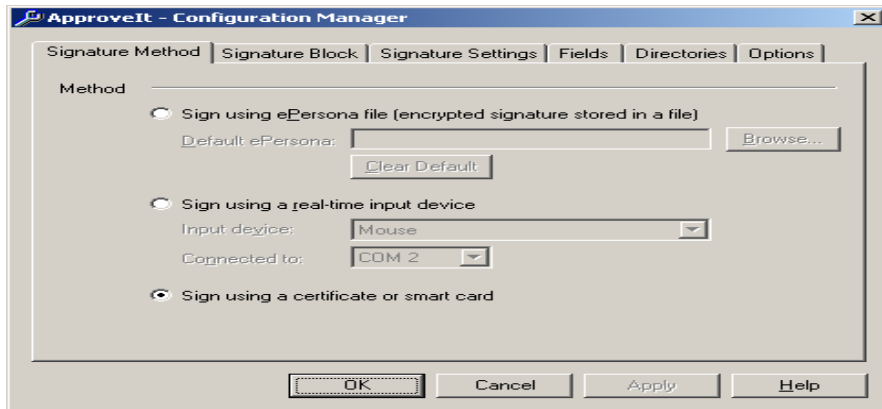 ApproveIt - Configuration Manager
Signature Method Signature Block Signature Settings Fields Directories Options
Method
Sign using ePersona file (encrypted signature stored in a file)
Default ePersona: Browse...
Clear Default
Sign using a real-time input device
Input device: Mouse
Connected to: COM 2
Sign using a certificate or smart card
OK Cancel Apply Help